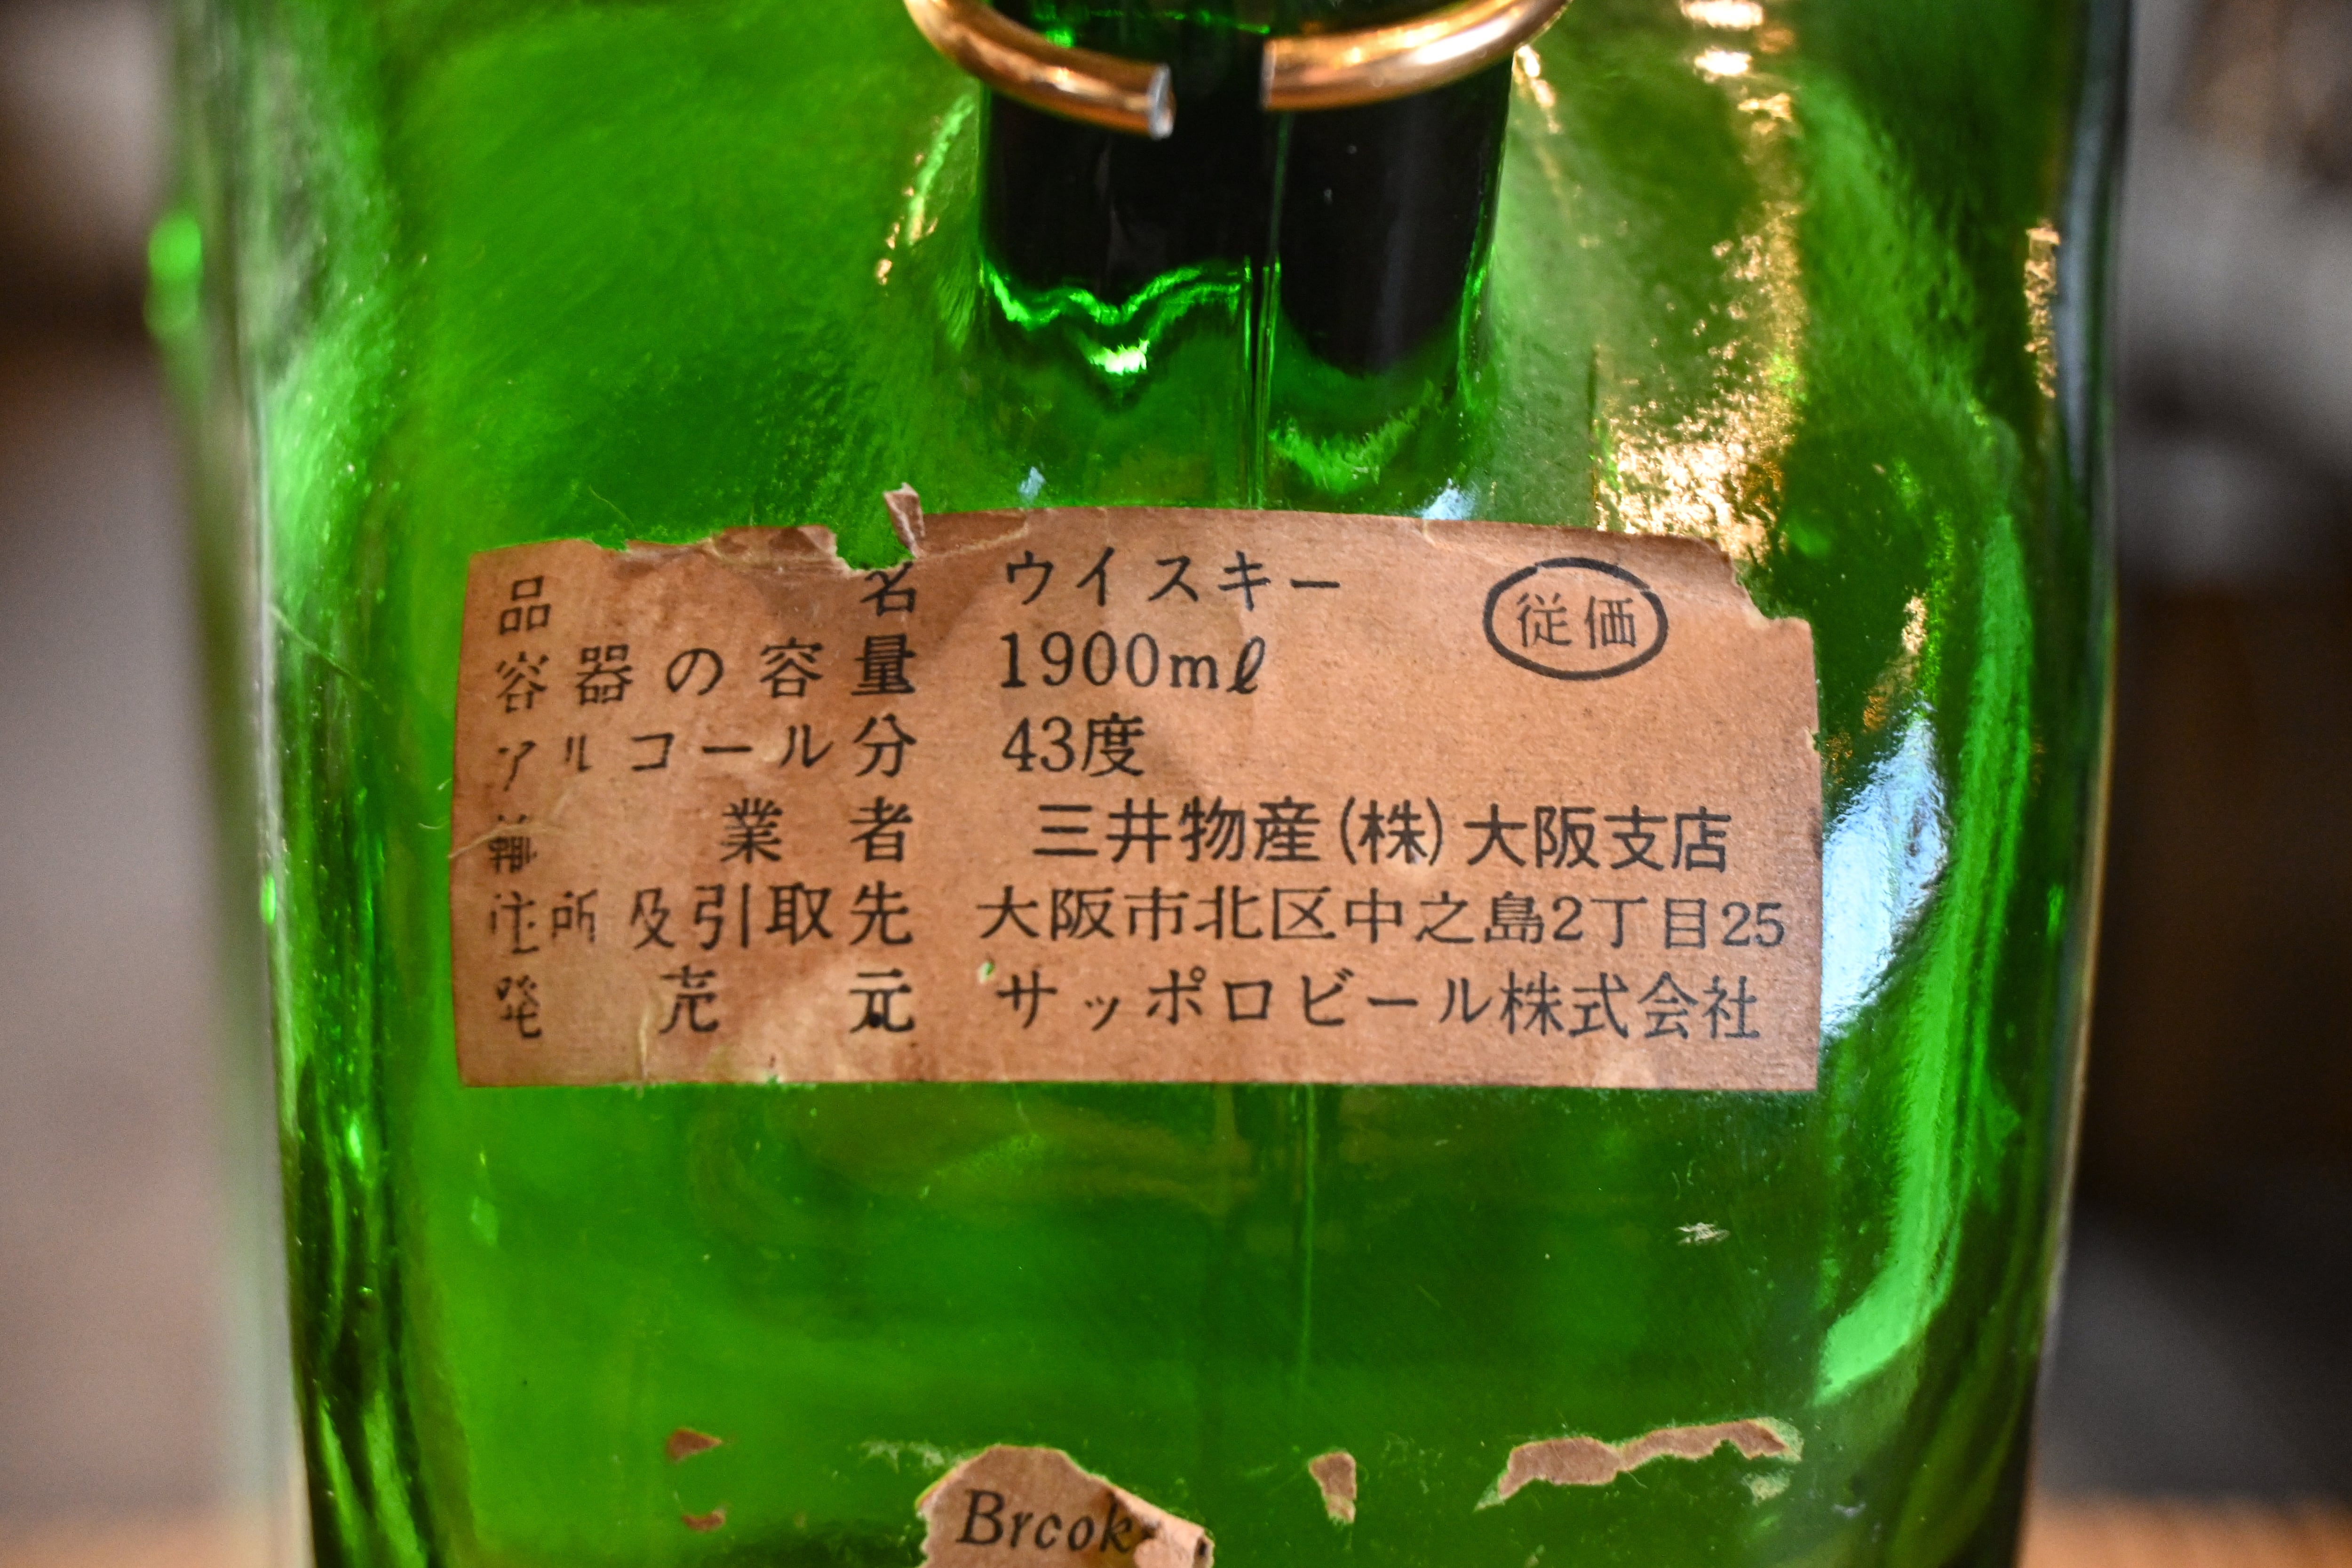 品名 ウイスキー 従価
容器の容量 1900mℓ
アルコール分 43度
輸 業者 三井物産(株)大阪支店
住所及引取先 大阪市北区中之島2丁目25
発売元 サッポロビール株式会社
Brook